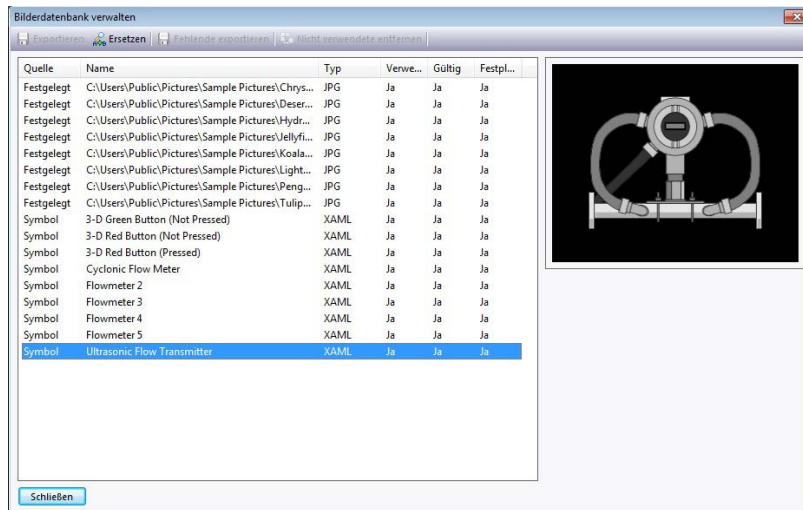 Bilderdatenbank verwalten
Exportieren Ersetzen Fehlende exportieren Nicht verwendete entfernen
Quelle Name Typ Verwe... Gültig Festpl...
Festgelegt C:\Users\Public\Pictures\Sample Pictures\Chrys... JPG Ja Ja Ja
Festgelegt C:\Users\Public\Pictures\Sample Pictures\Deser... JPG Ja Ja Ja
Festgelegt C:\Users\Public\Pictures\Sample Pictures\Hydr... JPG Ja Ja Ja
Festgelegt C:\Users\Public\Pictures\Sample Pictures\Jellyfi... JPG Ja Ja Ja
Festgelegt C:\Users\Public\Pictures\Sample Pictures\Koala... JPG Ja Ja Ja
Festgelegt C:\Users\Public\Pictures\Sample Pictures\Light... JPG Ja Ja Ja
Festgelegt C:\Users\Public\Pictures\Sample Pictures\Peng... JPG Ja Ja Ja
Festgelegt C:\Users\Public\Pictures\Sample Pictures\Tulip... JPG Ja Ja Ja
Symbol 3-D Green Button (Not Pressed) XAML Ja Ja Ja
Symbol 3-D Red Button (Not Pressed) XAML Ja Ja Ja
Symbol 3-D Red Button (Pressed) XAML Ja Ja Ja
Symbol Cyclonic Flow Meter XAML Ja Ja Ja
Symbol Flowmeter 2 XAML Ja Ja Ja
Symbol Flowmeter 3 XAML Ja Ja Ja
Symbol Flowmeter 4 XAML Ja Ja Ja
Symbol Flowmeter 5 XAML Ja Ja Ja
Symbol Ultrasonic Flow Transmitter XAML Ja Ja Ja
Schließen